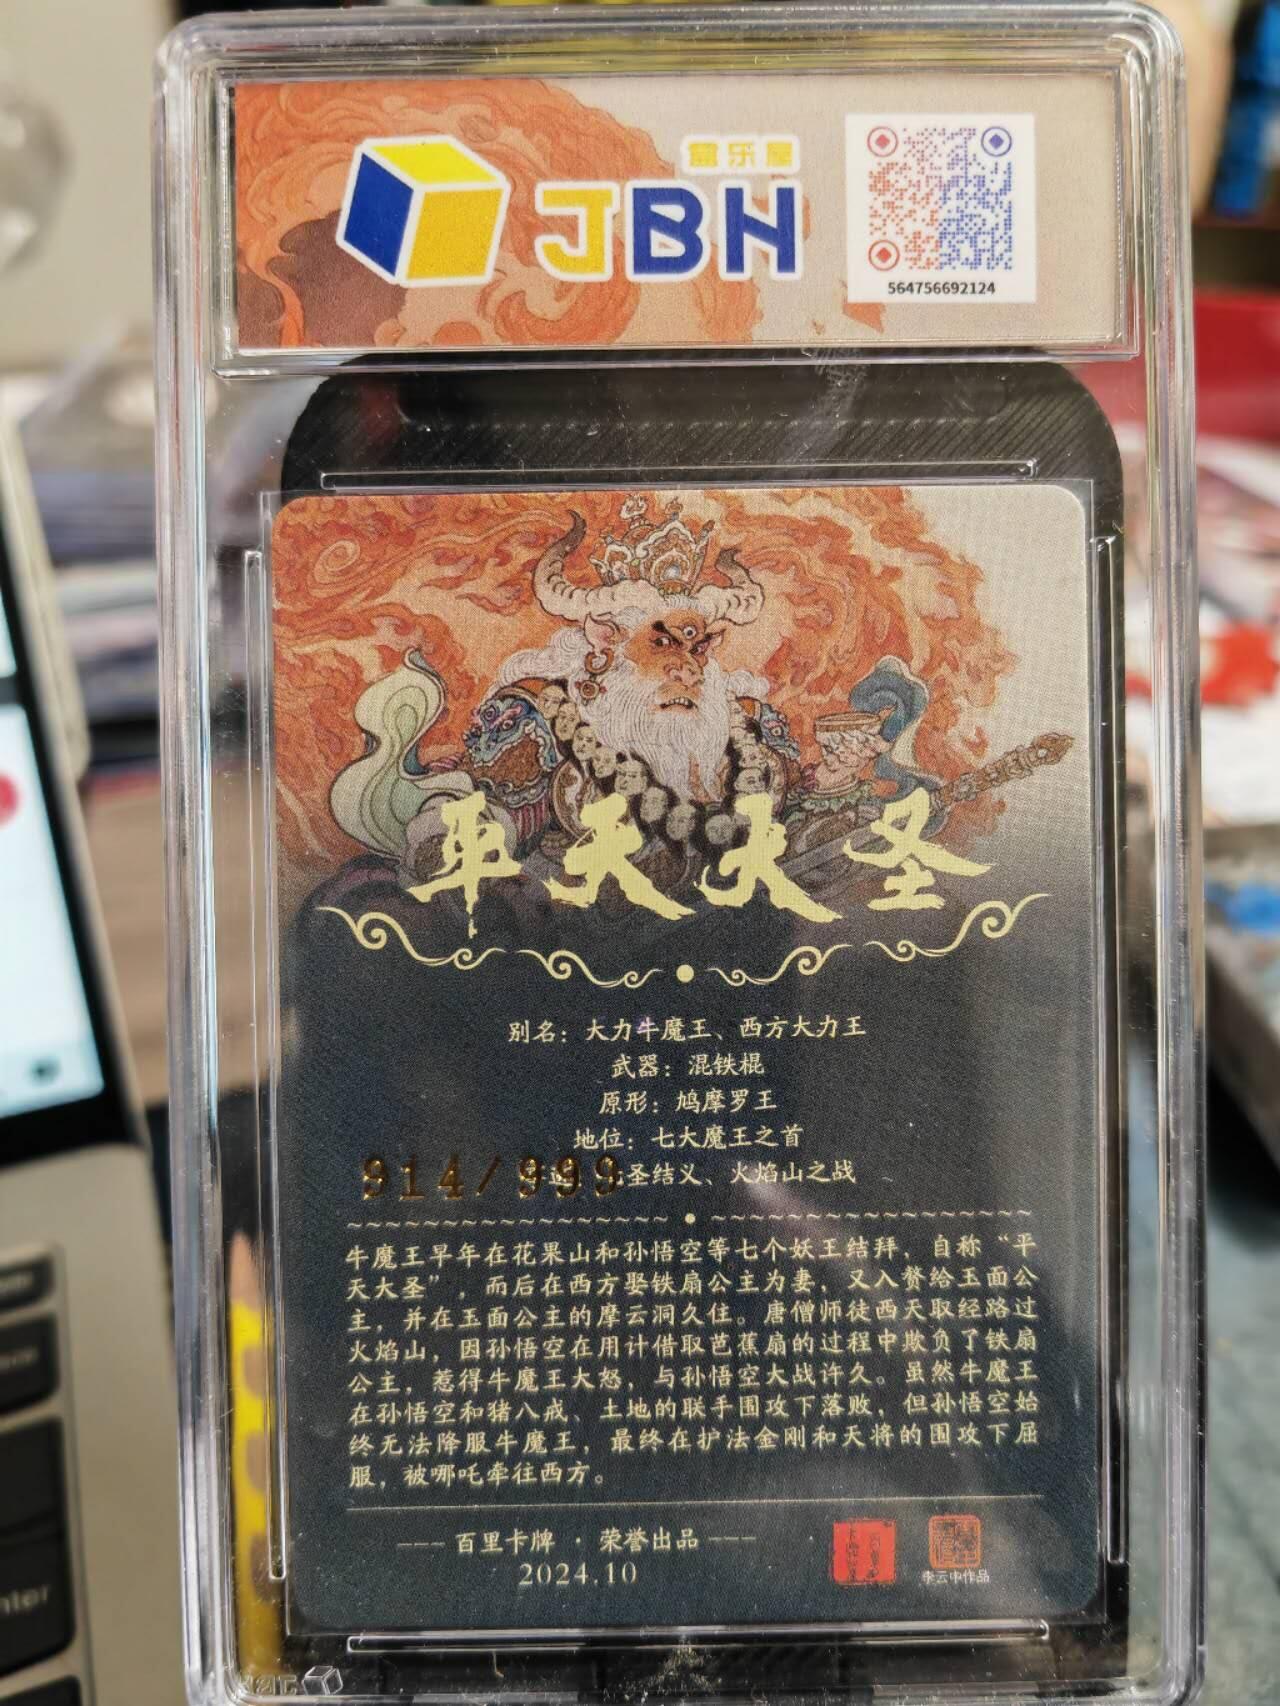 盒乐屋
JBH
564756692124
平天大圣
别名：大力牛魔王、西方大力王
武器：混铁棍
原形：鸠摩罗王
地位：七大魔王之首
圣结义、火焰山之战
914/999
牛魔王早年在花果山和孙悟空等七个妖王结拜，自称“平
天大圣”，而后在西方娶铁扇公主为妻，又入赘给玉面公
主，并在玉面公主的摩云洞久住。唐僧师徒西天取经路过
火焰山，因孙悟空在用计借取芭蕉扇的过程中欺负了铁扇
公主，惹得牛魔王大怒，与孙悟空大战许久。虽然牛魔王
在孙悟空和猪八戒、土地的联手围攻下落败，但孙悟空始
终无法降服牛魔王，最终在护法金刚和天将的围攻下屈
服，被哪吒牵往西方。
--- 百里卡牌 · 荣誉出品 ---
2024.10
李云中作品